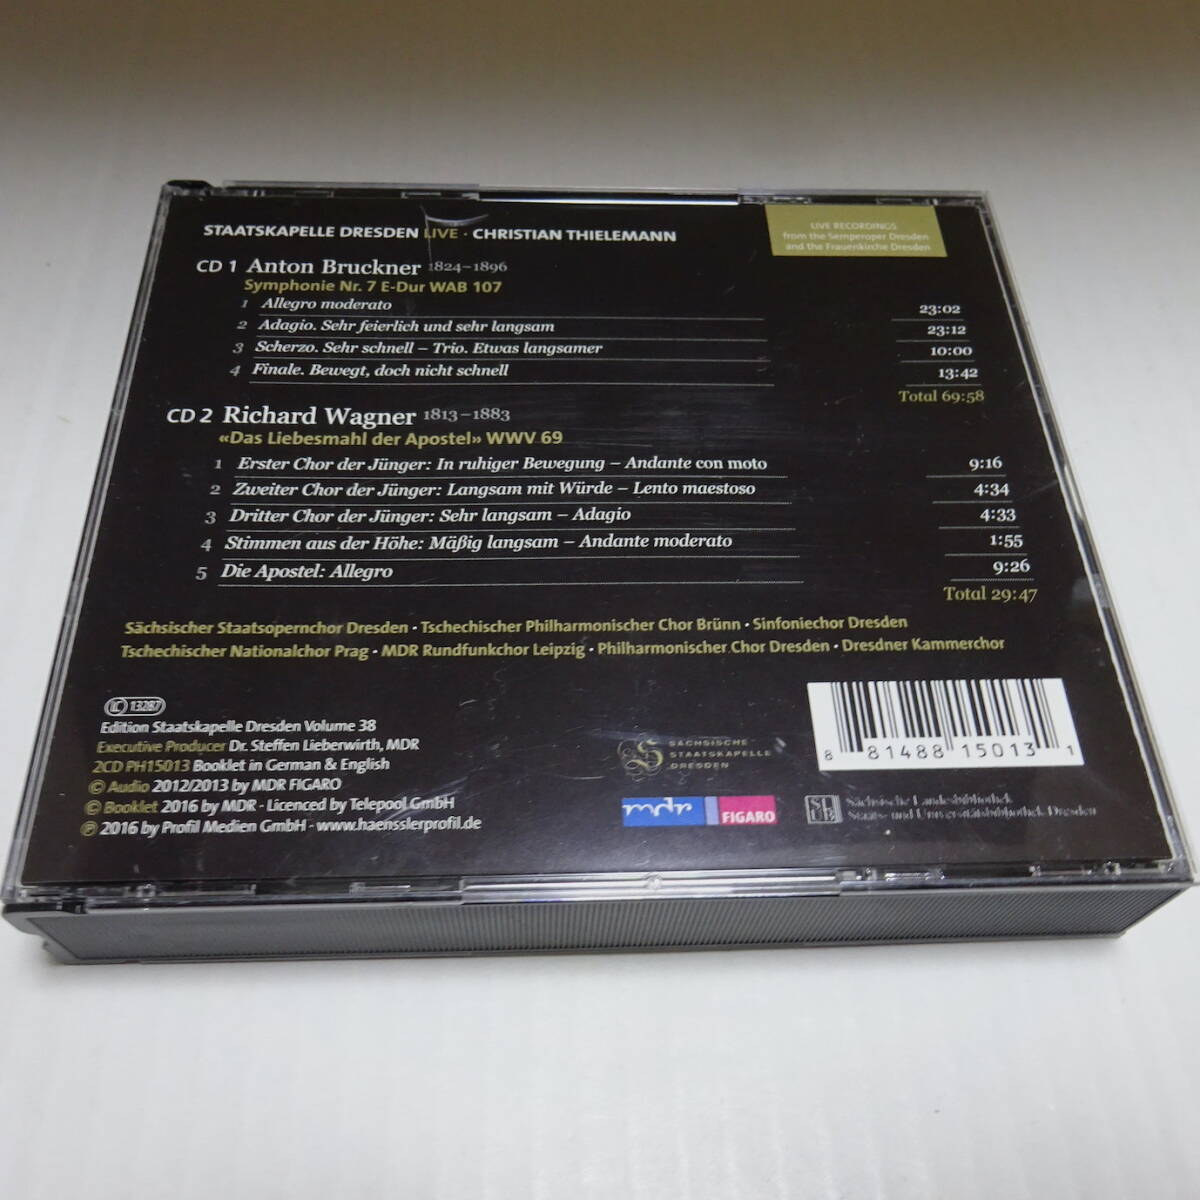 STAATSKAPELLE DRESDEN LIVE · CHRISTIAN THIELEMANN
LIVE RECORDINGS
from the Semperoper Dresden
and the Frauenkirche Dresden
CD 1 Anton Bruckner 1824–1896
Symphonie Nr. 7 E-Dur WAB 107
1 Allegro moderato 23:02
2 Adagio. Sehr feierlich und sehr langsam 23:12
3 Scherzo. Sehr schnell – Trio. Etwas langsamer 10:00
4 Finale. Bewegt, doch nicht schnell 13:42
Total 69:58
CD 2 Richard Wagner 1813–1883
«Das Liebesmahl der Apostel» WWV 69
1 Erster Chor der Jünger: In ruhiger Bewegung – Andante con moto 9:16
2 Zweiter Chor der Jünger: Langsam mit Würde – Lento maestoso 4:34
3 Dritter Chor der Jünger: Sehr langsam – Adagio 4:33
4 Stimmen aus der Höhe: Mäßig langsam – Andante moderato 1:55
5 Die Apostel: Allegro 9:26
Total 29:47
Sächsischer Staatsopernchor Dresden · Tschechischer Philharmonischer Chor Brünn · Sinfoniechor Dresden
Tschechischer Nationalchor Prag · MDR Rundfunkchor Leipzig · Philharmonischer Chor Dresden · Dresdner Kammerchor
LC 13287
Edition Staatskapelle Dresden Volume 38
Executive Producer Dr. Steffen Lieberwirth, MDR
2CD PH15013 Booklet in German & English
© Audio 2012/2013 by MDR FIGARO
© Booklet 2016 by MDR · Licenced by Telepool GmbH
℗ 2016 by Profil Medien GmbH · www.haensslerprofil.de
SÄCHSISCHE
STAATSKAPELLE
DRESDEN
mdr FIGARO
SLUB
Sächsische Landesbibliothek
Staats- und Universitätsbibliothek Dresden
8 81488 15013 1